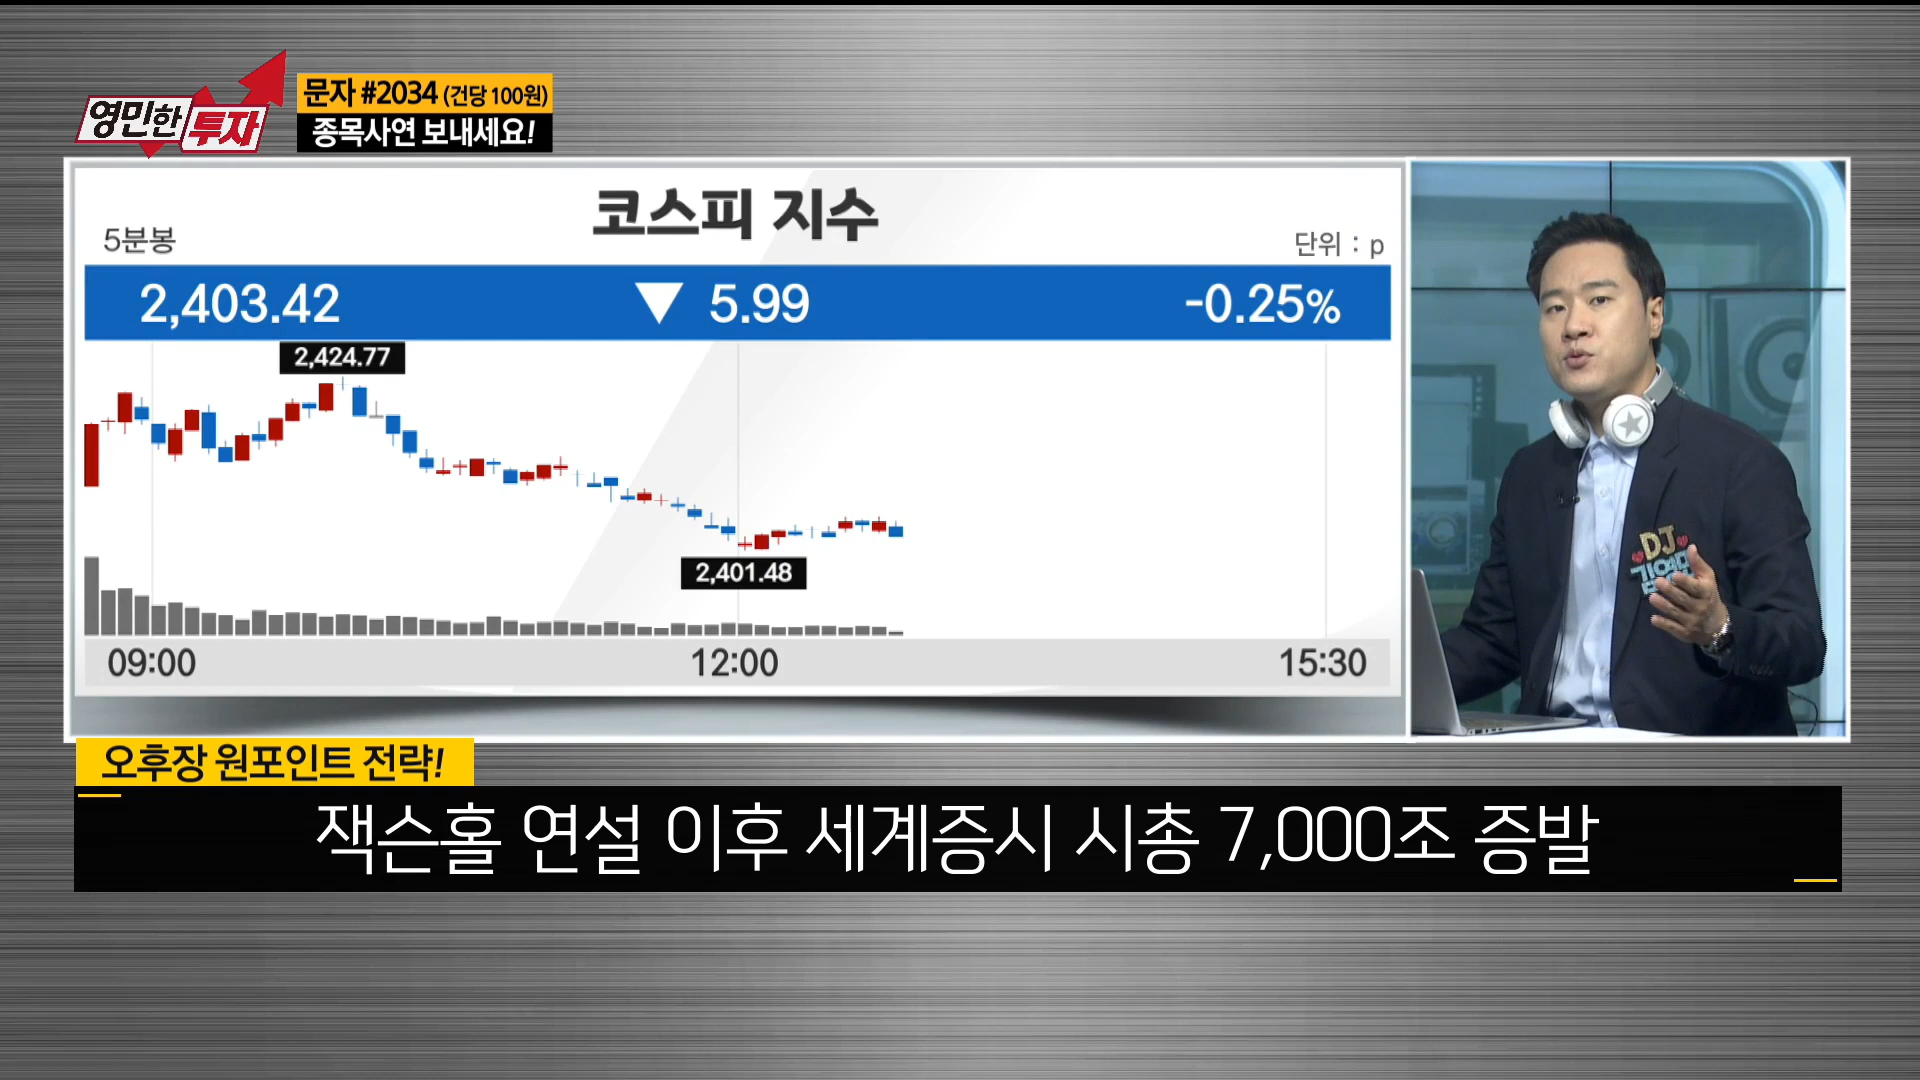 영민한
투자
문자 #2034 (건당 100원)
종목사연 보내세요!
코스피 지수
5분봉
단위 : p
2,403.42 ▼ 5.99 -0.25%
2,424.77
2,401.48
09:00 12:00 15:30
DJ
오후장 원포인트 전략!
잭슨홀 연설 이후 세계증시 시총 7,000조 증발